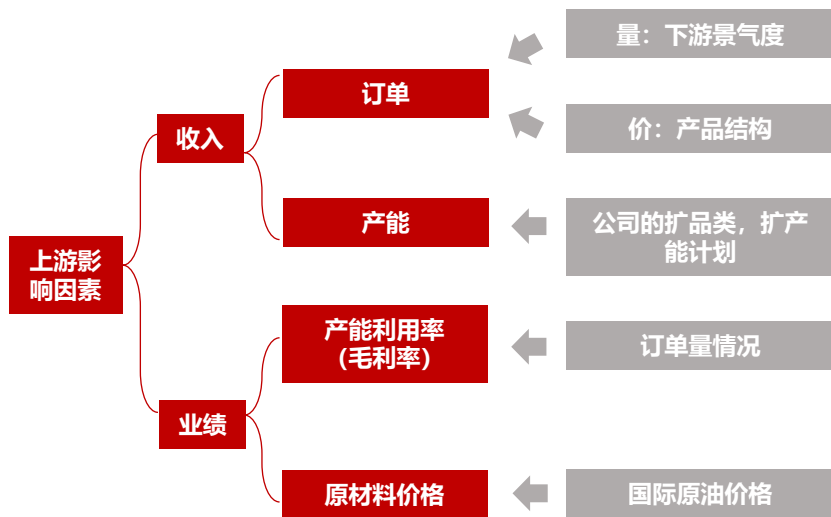 量：下游景气度
订单
价：产品结构
收入
产能
公司的扩品类，扩产
能计划
上游影
响因素
产能利用率
（毛利率）
订单量情况
业绩
原材料价格
国际原油价格